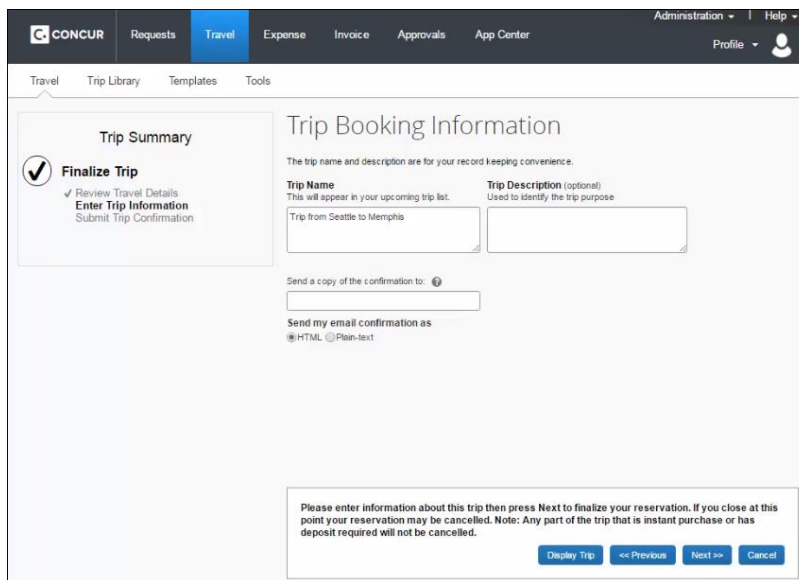 Administration | Help
C. CONCUR Requests Travel Expense Invoice Approvals App Center
Profile
Travel Trip Library Templates Tools
Trip Summary
Finalize Trip
Review Travel Details
Enter Trip Information
Submit Trip Confirmation
Trip Booking Information
The trip name and description are for your record keeping convenience.
Trip Name
This will appear in your upcoming trip list.
Trip from Seattle to Memphis
Trip Description (optional)
Used to identify the trip purpose
Send a copy of the confirmation to:
Send my email confirmation as
HTML Plain-text
Please enter information about this trip then press Next to finalize your reservation. If you close at this
point your reservation may be cancelled. Note: Any part of the trip that is instant purchase or has
deposit required will not be cancelled.
Display Trip << Previous Next >> Cancel